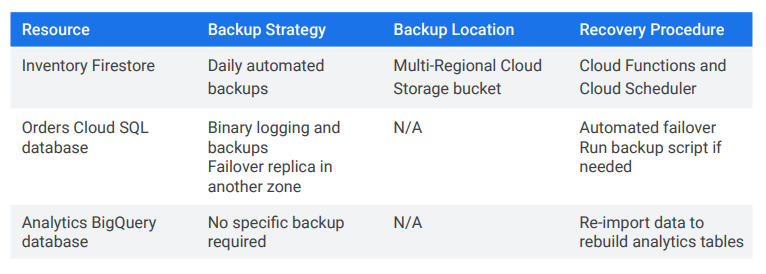 Resource Backup Strategy Backup Location Recovery Procedure
Inventory Firestore Daily automated Multi-Regional Cloud Cloud Functions and
backups Storage bucket Cloud Scheduler
Orders Cloud SQL Binary logging and N/A Automated failover
database backups Run backup script if
Failover replica in needed
another zone
Analytics BigQuery No specific backup N/A Re-import data to
database required rebuild analytics tables